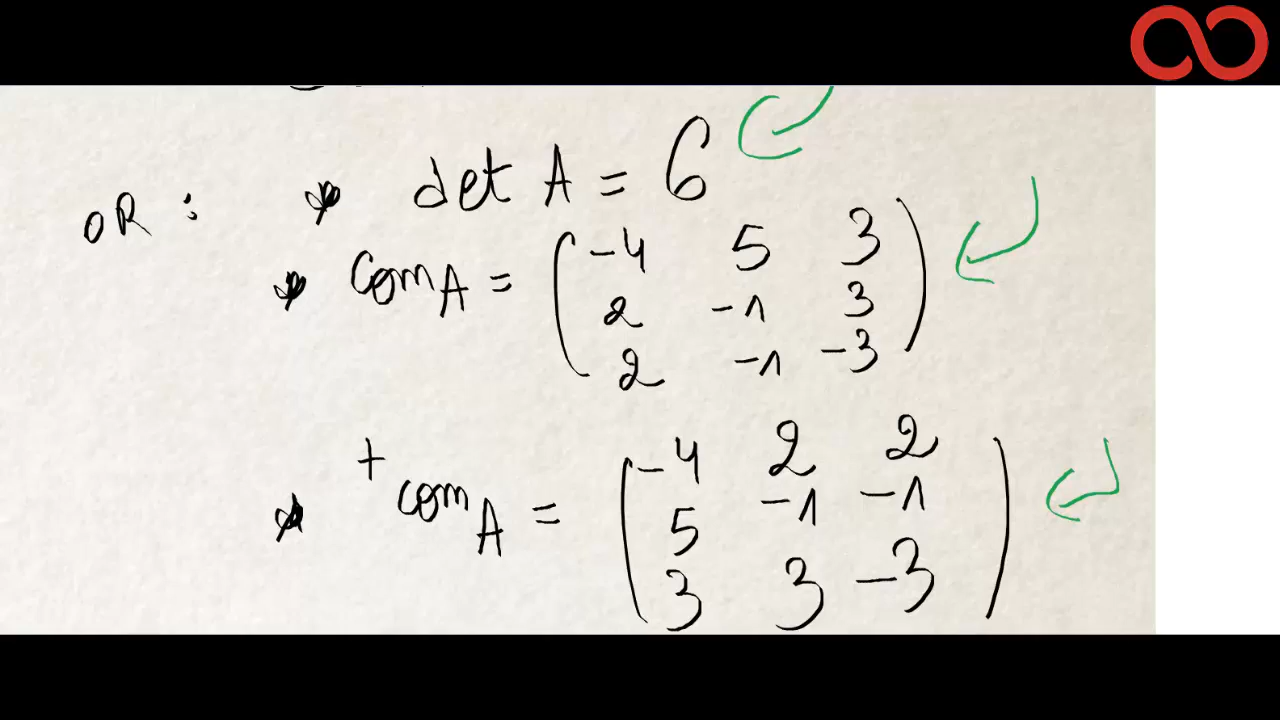 OR : * det A = 6
* com A = ( -4 5 3
2 -1 3
2 -1 -3 )
* t com A = ( -4 2 2
5 -1 -1
3 3 -3 )